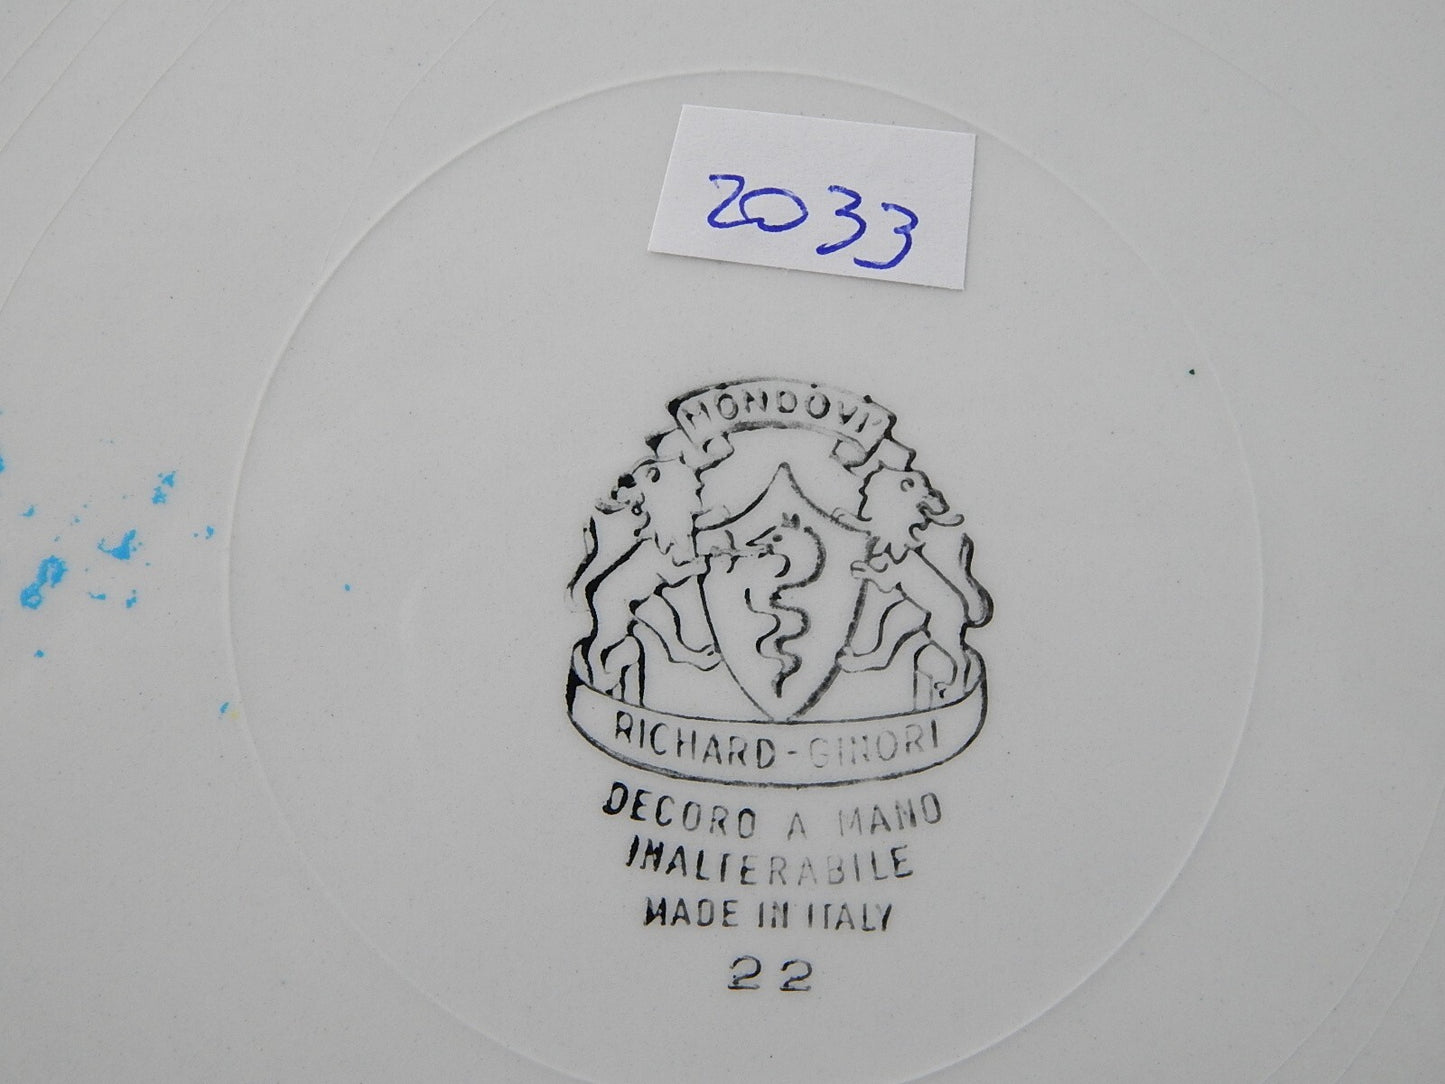 2033
MONDOVI'
RICHARD-GINORI
DECORO A MANO
INALTERABILE
MADE IN ITALY
22